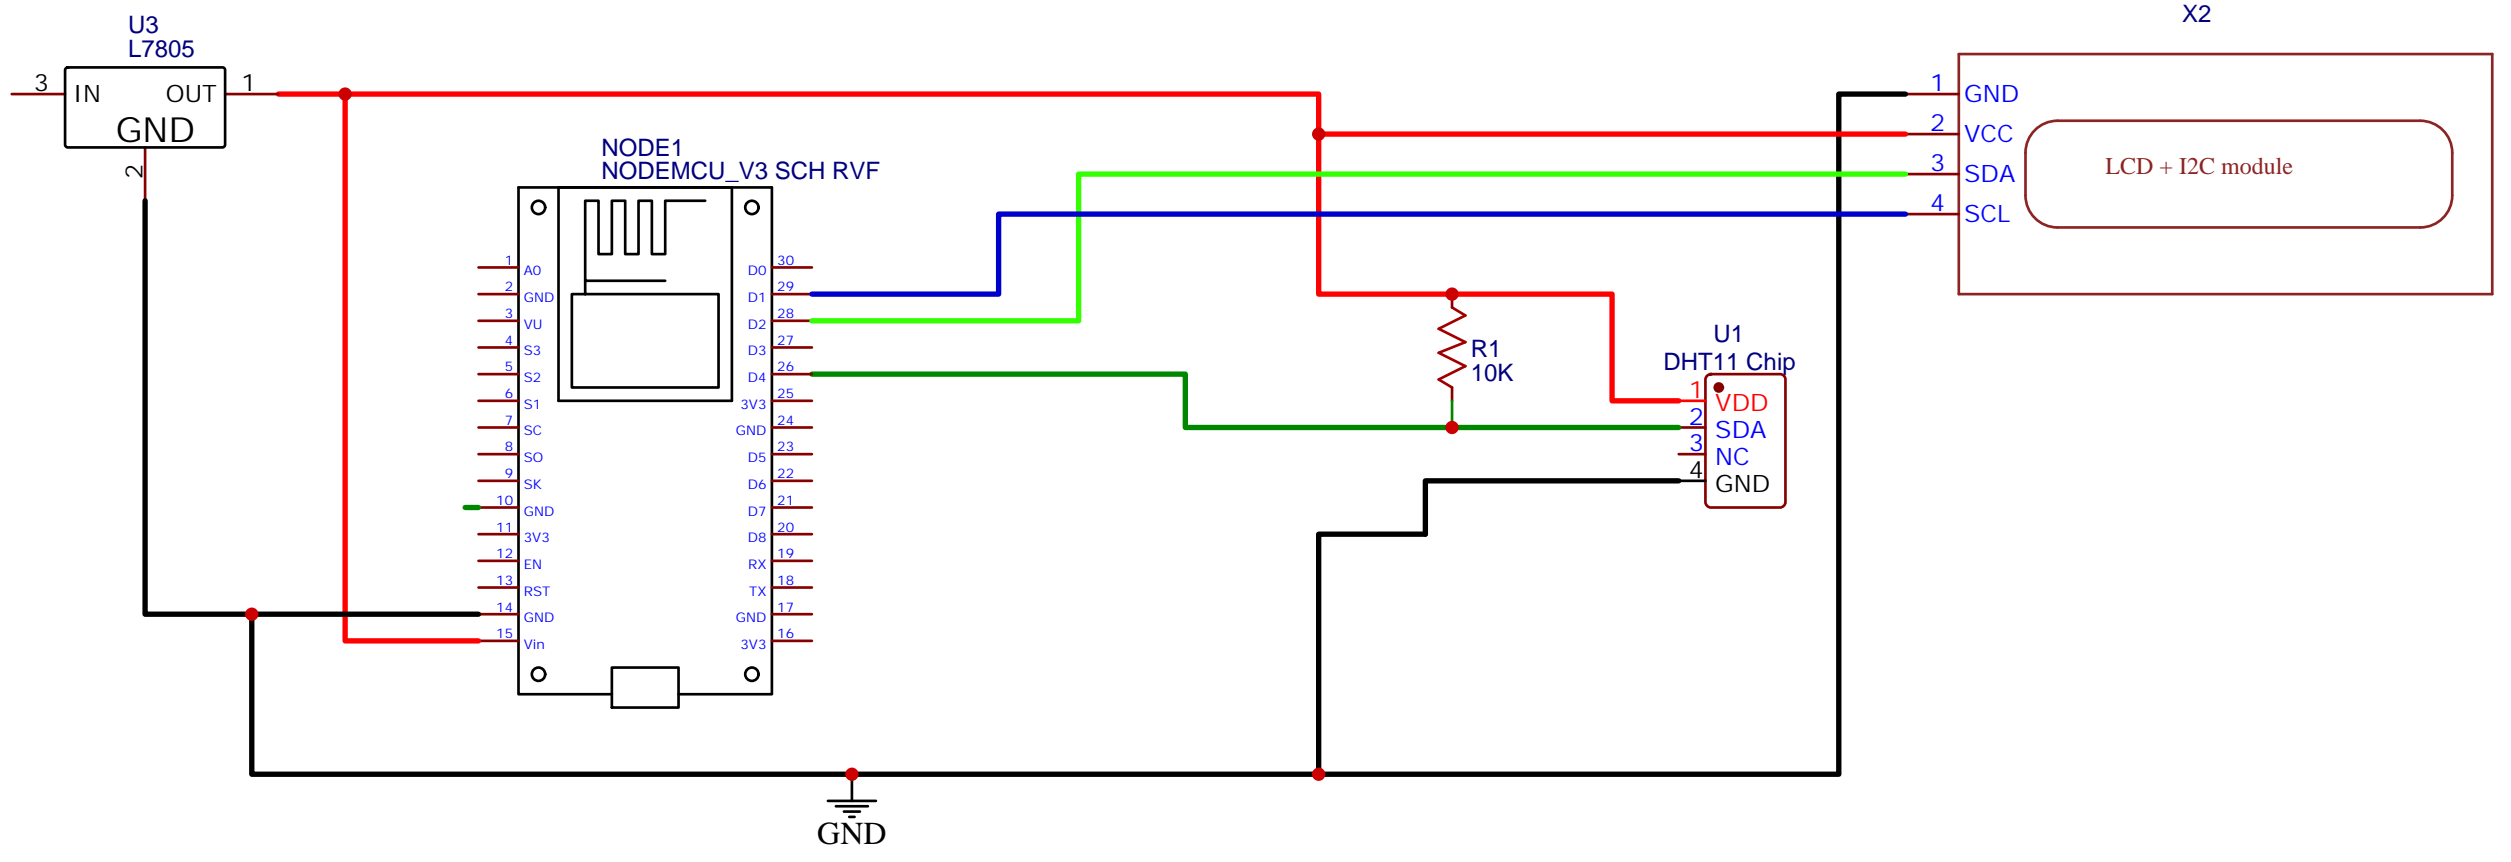 U3
L7805
3
IN
OUT
1
GND
2
NODE1
NODEMCU_V3 SCH RVF
1
A0
2
GND
3
VU
4
S3
5
S2
6
S1
7
SC
8
SO
9
SK
10
GND
11
3V3
12
EN
13
RST
14
GND
15
Vin
30
D0
29
D1
28
D2
27
D3
26
D4
25
3V3
24
GND
23
D5
22
D6
21
D7
20
D8
19
RX
18
TX
17
GND
16
3V3
R1
10K
U1
DHT11 Chip
1
VDD
2
SDA
3
NC
4
GND
X2
1
GND
2
VCC
3
SDA
4
SCL
LCD + I2C module
GND